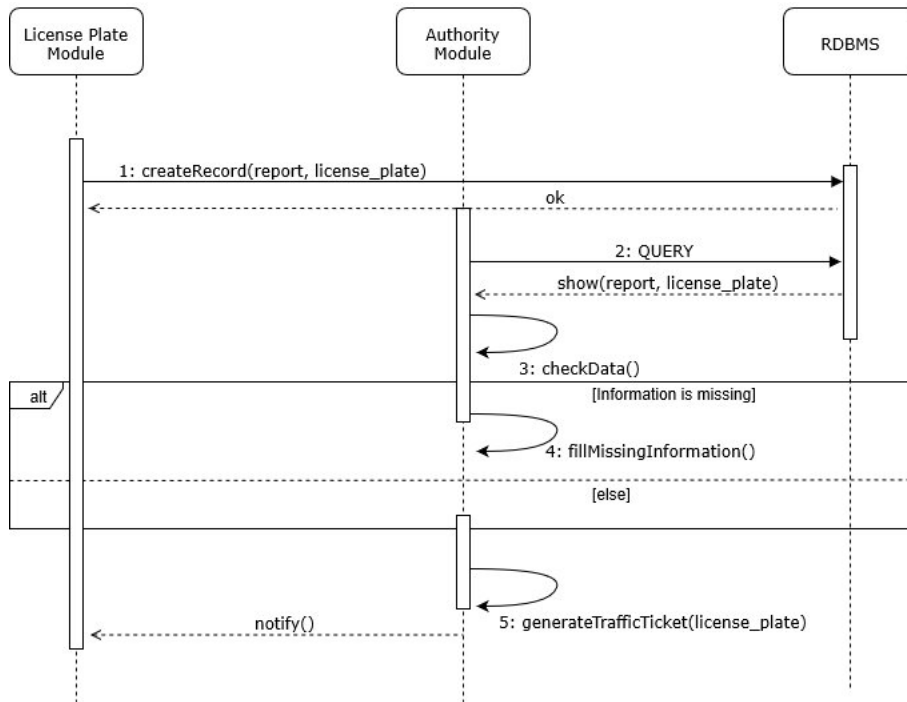 License Plate
Module
Authority
Module
RDBMS
1: createRecord(report, license_plate)
ok
2: QUERY
show(report, license_plate)
3: checkData()
alt
[Information is missing]
4: fillMissingInformation()
[else]
5: generateTrafficTicket(license_plate)
notify()